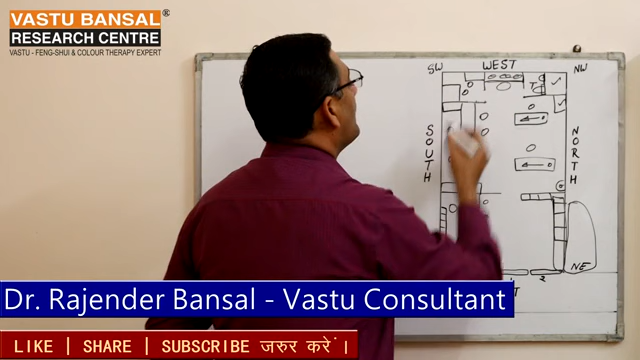 VASTU BANSAL®
RESEARCH CENTRE
VASTU - FENG-SHUI & COLOUR THERAPY EXPERT
SW WEST NW
SOUTH
NORTH
T
NE
Dr. Rajender Bansal - Vastu Consultant
LIKE | SHARE | SUBSCRIBE जरुर करें।